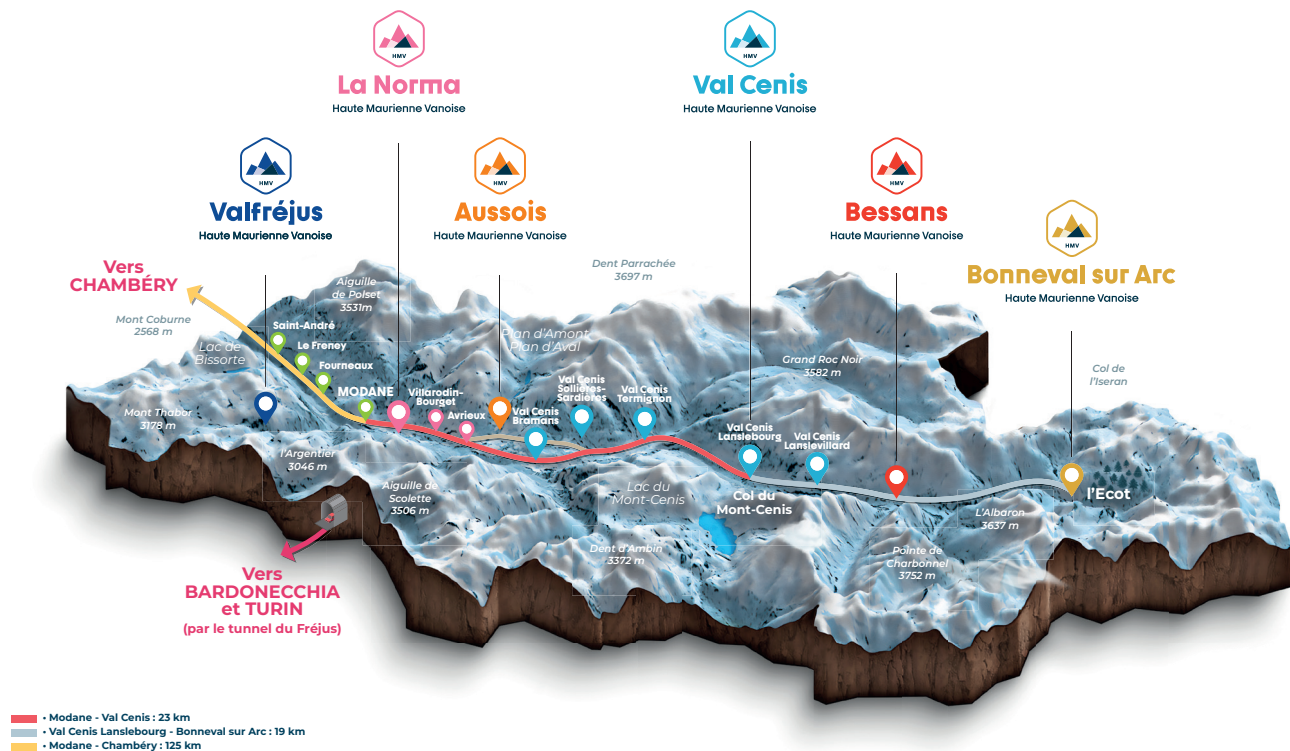 HMV
La Norma
Haute Maurienne Vanoise
HMV
Val Cenis
Haute Maurienne Vanoise
HMV
Valfréjus
Haute Maurienne Vanoise
HMV
Aussois
Haute Maurienne Vanoise
HMV
Bessans
Haute Maurienne Vanoise
HMV
Bonneval sur Arc
Haute Maurienne Vanoise
Vers
CHAMBÉRY
Mont Coburne
2568 m
Aiguille
de Polset
3531m
Dent Parrachée
3697 m
Saint-André
Lac de
Bissorte
Le Freney
Fourneaux
Plan d'Amont
Plan d'Aval
Grand Roc Noir
3582 m
Col de
l'Iseran
MODANE
Villarodin-
Bourget
Avrieux
Val Cenis
Bramans
Val Cenis
Sollières-
Sardières
Val Cenis
Termignon
Mont Thabor
3178 m
Val Cenis
Lanslebourg
Val Cenis
Lanslevillard
l'Argentier
3046 m
Aiguille de
Scolette
3506 m
Lac du
Mont-Cenis
Col du
Mont-Cenis
l'Ecot
L'Albaron
3637 m
Dent d'Ambin
3372 m
Pointe de
Charbonnel
3752 m
Vers
BARDONECCHIA
et TURIN
(par le tunnel du Fréjus)
• Modane - Val Cenis : 23 km
• Val Cenis Lanslebourg - Bonneval sur Arc : 19 km
• Modane - Chambéry : 125 km